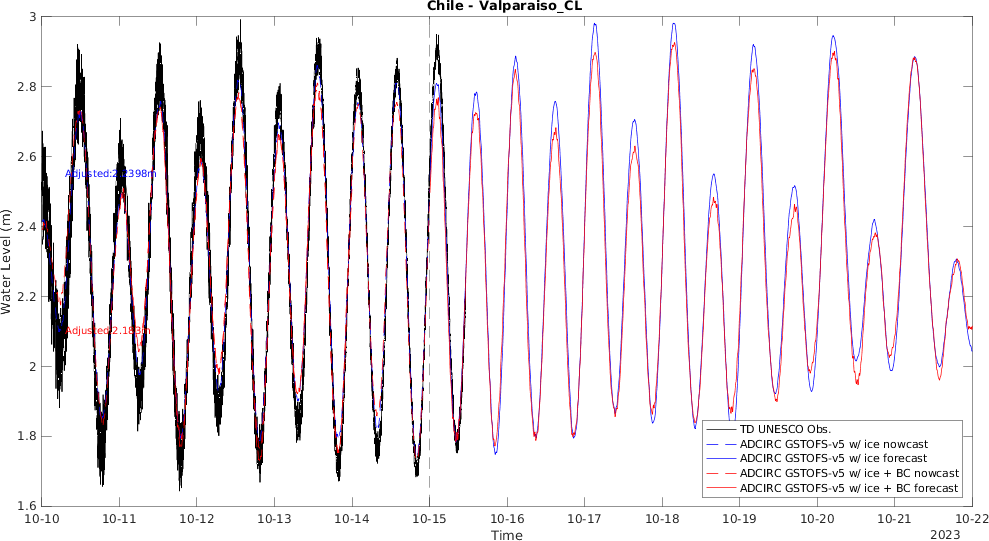 Chile - Valparaiso_CL
3
2.8
2.6
2.4
2.2
2
1.8
1.6
Water Level (m)
Adjusted:2.2398m
Adjusted:2.183m
TD UNESCO Obs.
ADCIRC GSTOFS-v5 w/ ice nowcast
ADCIRC GSTOFS-v5 w/ ice forecast
ADCIRC GSTOFS-v5 w/ ice + BC nowcast
ADCIRC GSTOFS-v5 w/ ice + BC forecast
10-10 10-11 10-12 10-13 10-14 10-15 10-16 10-17 10-18 10-19 10-20 10-21 10-22
Time
2023